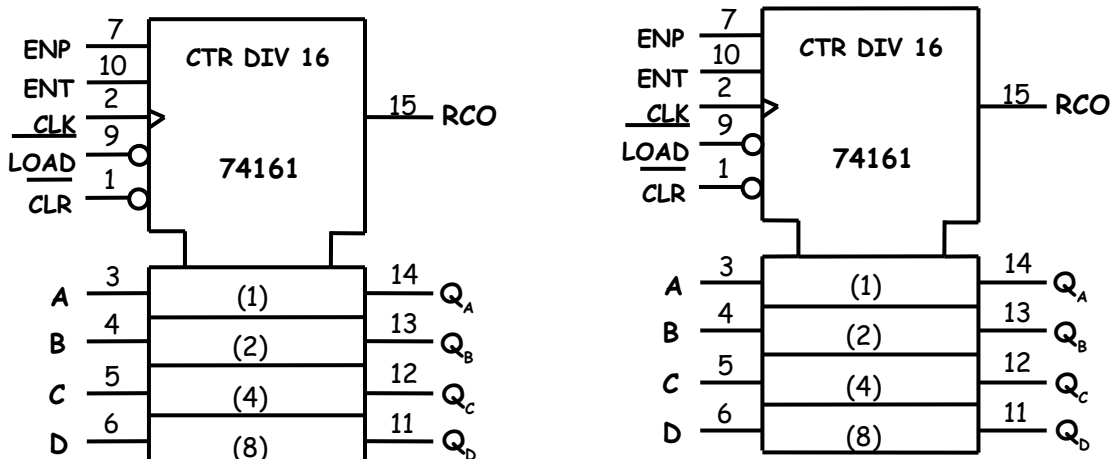 7
ENP
CTR DIV 16
10
ENT
2
CLK
15 RCO
9
LOAD
74161
1
CLR
3
A
(1)
14
QA
4
B
(2)
13
QB
5
C
(4)
12
QC
6
D
(8)
11
QD
7
ENP
CTR DIV 16
10
ENT
2
CLK
15 RCO
9
LOAD
74161
1
CLR
3
A
(1)
14
QA
4
B
(2)
13
QB
5
C
(4)
12
QC
6
D
(8)
11
QD